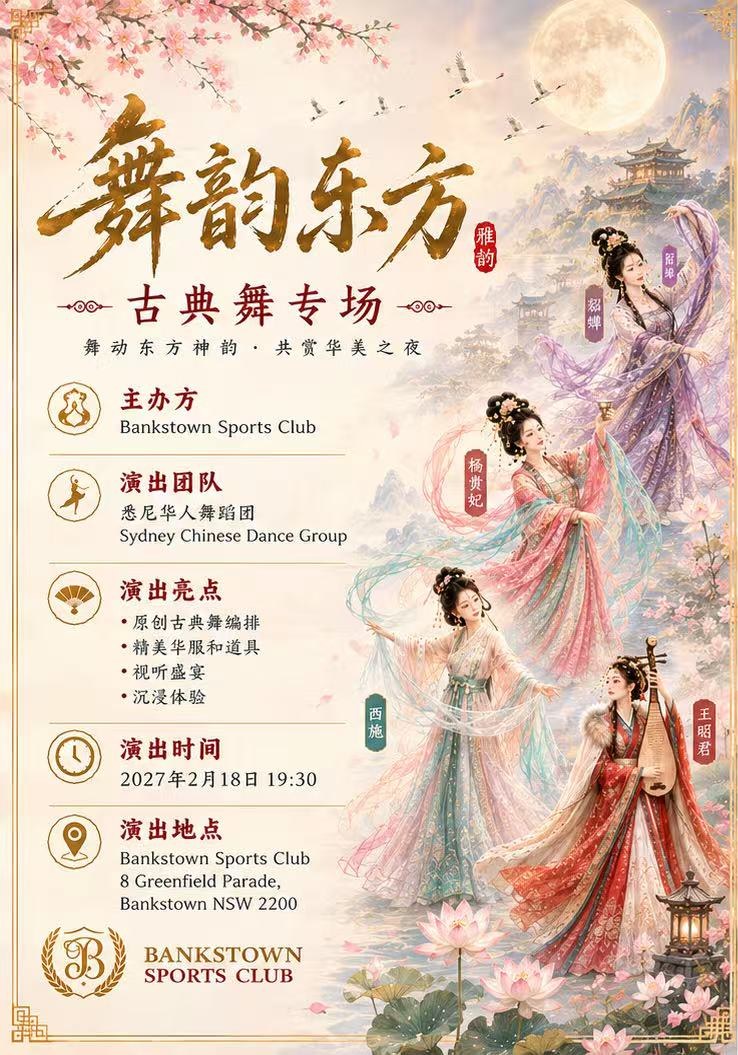 舞韵东方
雅韵
古典舞专场
舞动东方神韵·共赏华美之夜
主办方
Bankstown Sports Club
演出团队
悉尼华人舞蹈团
Sydney Chinese Dance Group
演出亮点
• 原创古典舞编排
• 精美华服和道具
• 视听盛宴
• 沉浸体验
演出时间
2027年2月18日 19:30
演出地点
Bankstown Sports Club
8 Greenfield Parade,
Bankstown NSW 2200
B
BANKSTOWN
SPORTS CLUB
貂蝉
杨贵妃
西施
王昭君